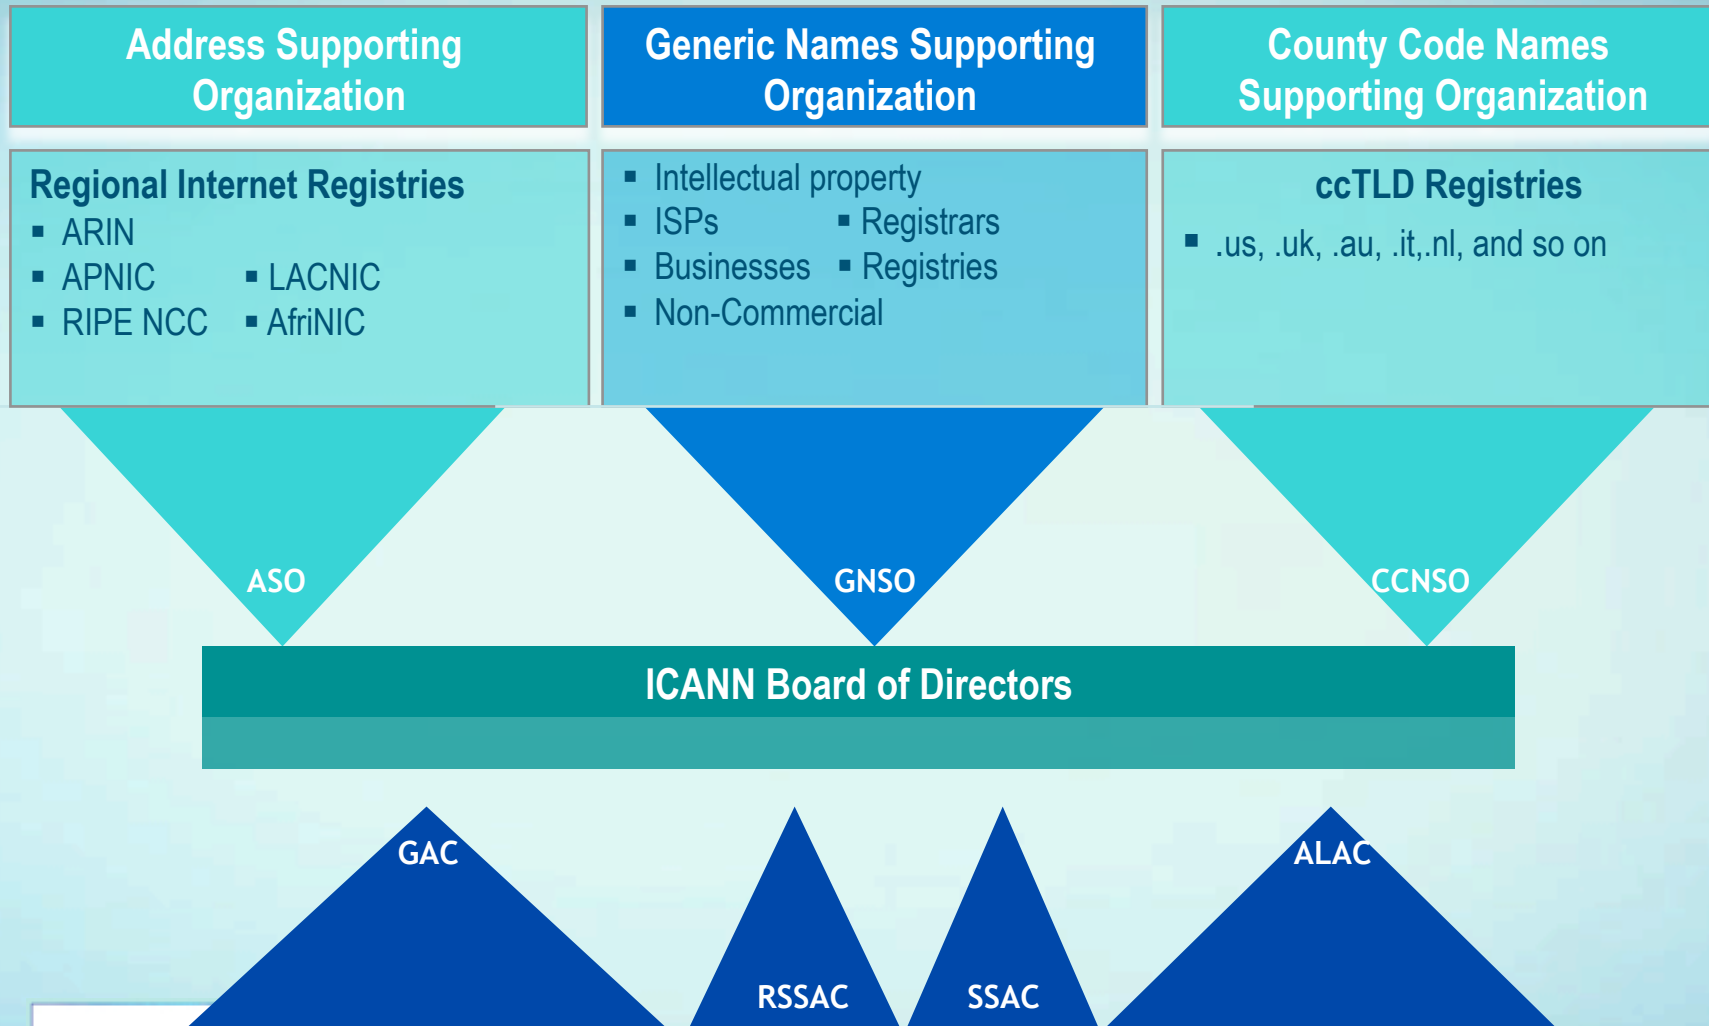 Address Supporting
Organization
Generic Names Supporting
Organization
County Code Names
Supporting Organization
Regional Internet Registries
▪ ARIN
▪ APNIC ▪ LACNIC
▪ RIPE NCC ▪ AfriNIC
▪ Intellectual property
▪ ISPs ▪ Registrars
▪ Businesses ▪ Registries
▪ Non-Commercial
ccTLD Registries
▪ .us, .uk, .au, .it,.nl, and so on
ASO
GNSO
CCNSO
ICANN Board of Directors
GAC
ALAC
RSSAC
SSAC